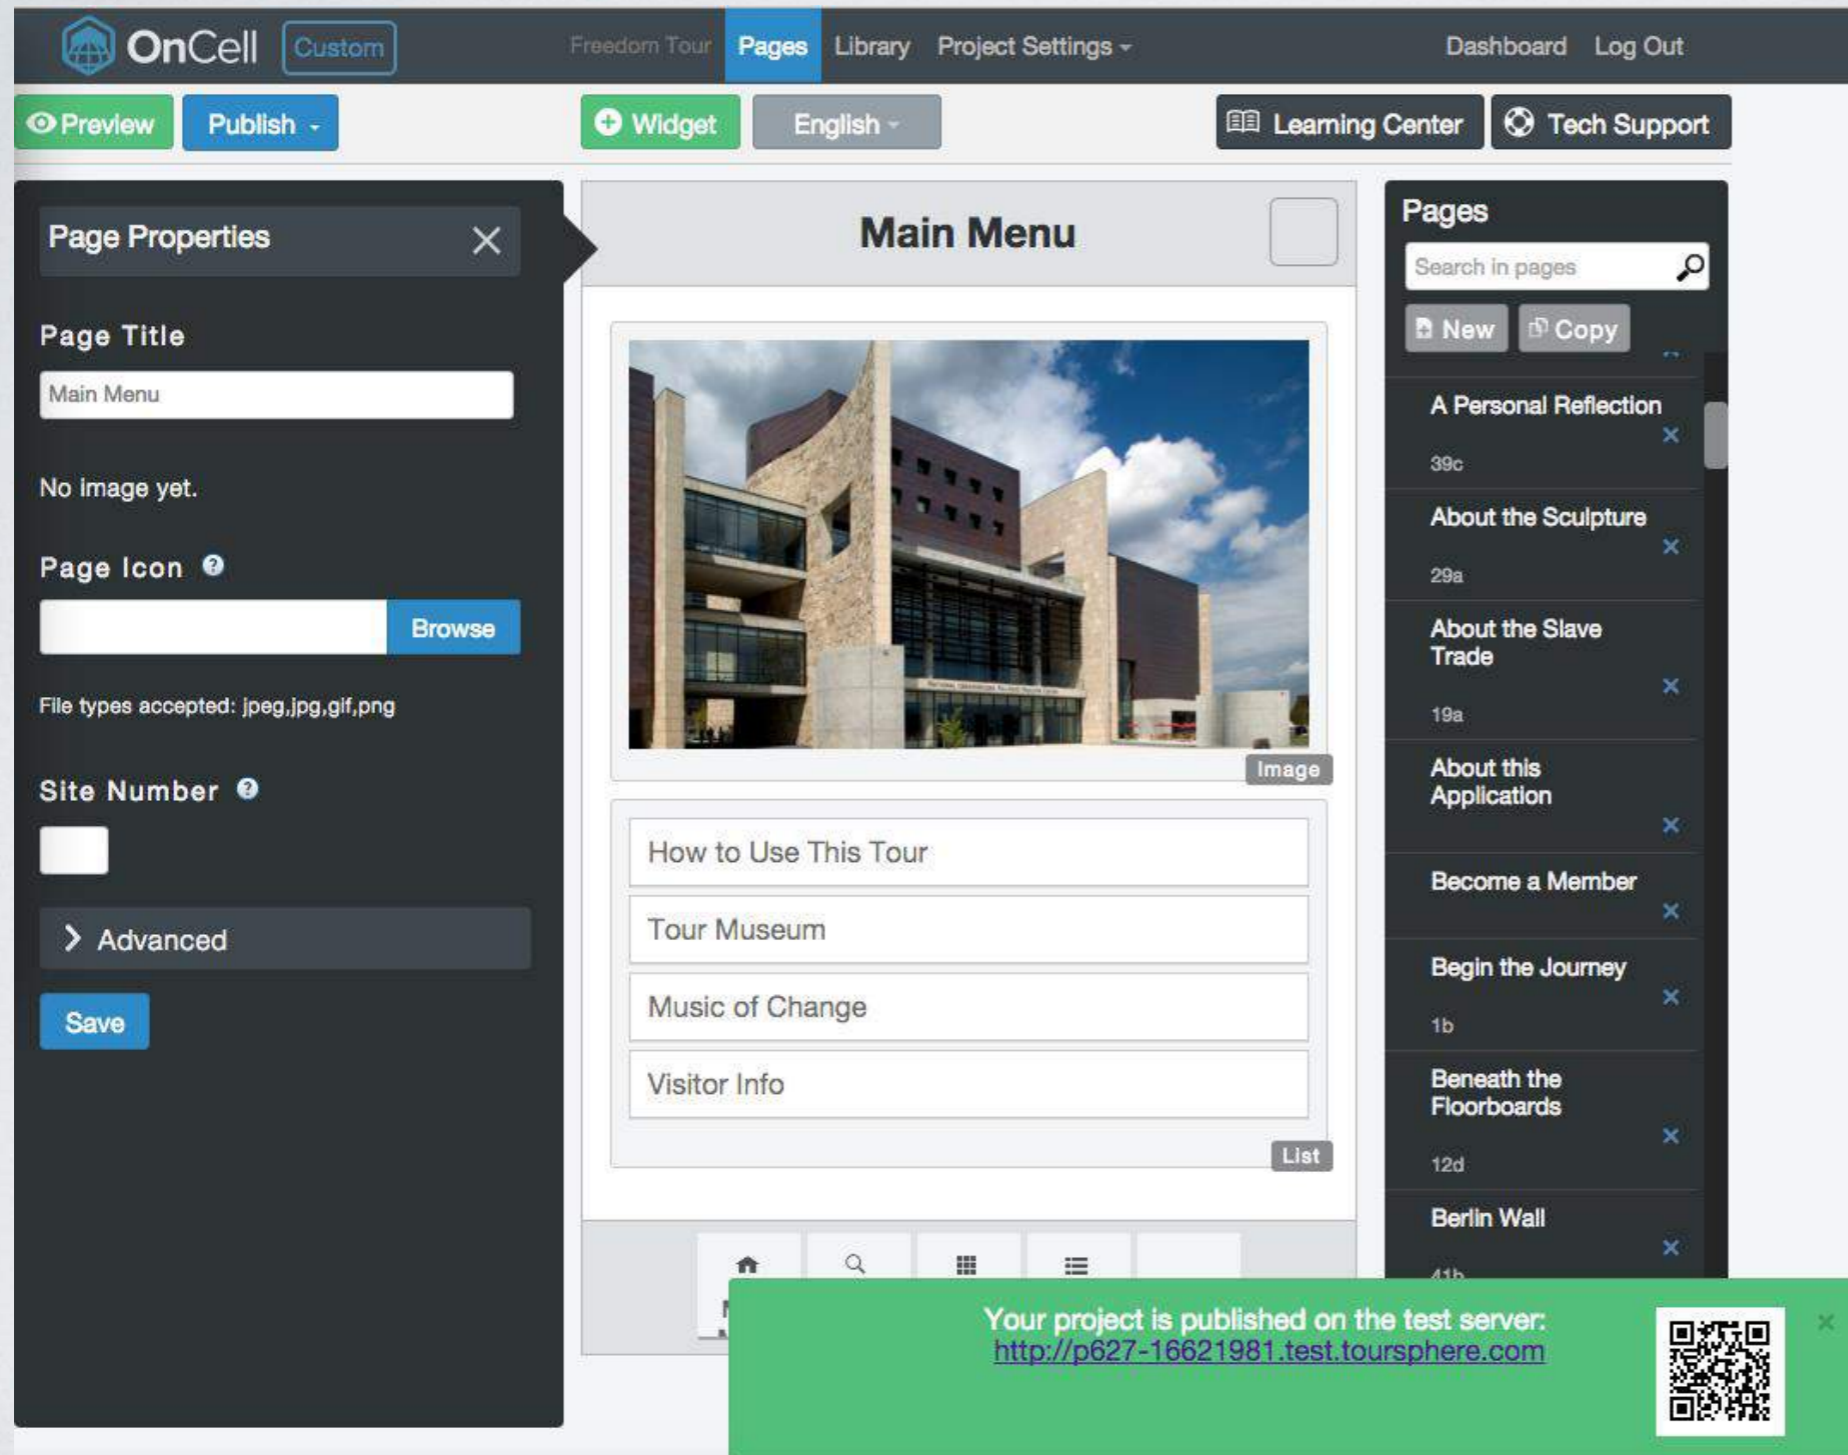 OnCell Custom
Freedom Tour Pages Library Project Settings
Dashboard Log Out
Preview Publish
Widget English
Learning Center Tech Support
Page Properties
Page Title
Main Menu
No image yet.
Page Icon
Browse
File types accepted: jpeg,jpg,gif,png
Site Number
Advanced
Save
Main Menu
Image
How to Use This Tour
Tour Museum
Music of Change
Visitor Info
List
Pages
Search in pages
New Copy
A Personal Reflection
39c
About the Sculpture
29a
About the Slave
Trade
19a
About this
Application
Become a Member
Begin the Journey
1b
Beneath the
Floorboards
12d
Berlin Wall
41b
Your project is published on the test server:
http://p627-16621981.test.toursphere.com